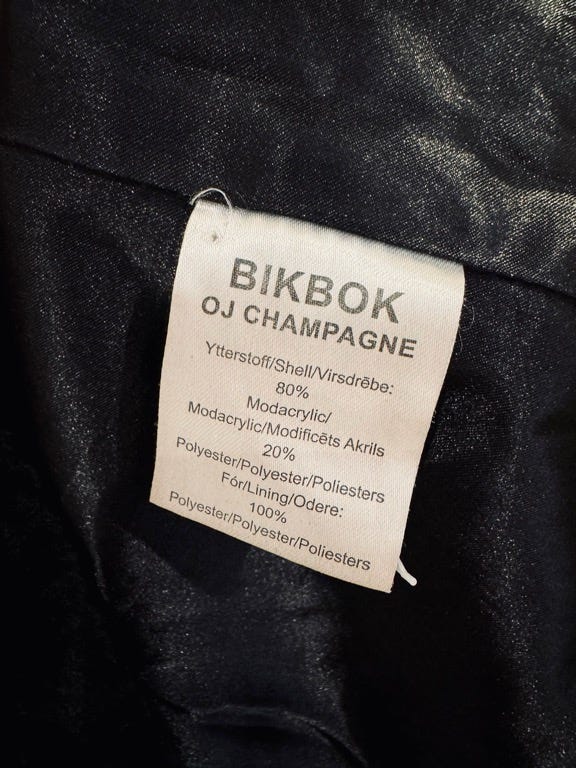 BIKBOK
OJ CHAMPAGNE
Ytterstoff/Shell/Virsdrēbe:
80%
Modacrylic/
Modacrylic/Modificēts Akrils
20%
Polyester/Polyester/Poliesters
Fór/Lining/Odere:
100%
Polyester/Polyester/Poliesters